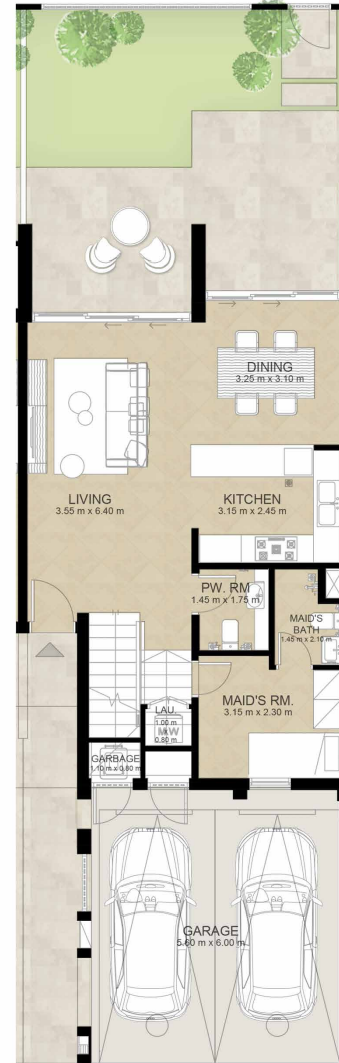 DINING
3.25 m x 3.10 m
LIVING
3.55 m x 6.40 m
KITCHEN
3.15 m x 2.45 m
PW. RM
1.45 m x 1.75 m
MAID'S
BATH
1.45 m x 2.10 m
MAID'S RM.
3.15 m x 2.30 m
LAU.
1.00 m
x
0.80 m
MW
GARBAGE
1.10 m x 0.80 m
GARAGE
5.60 m x 6.00 m